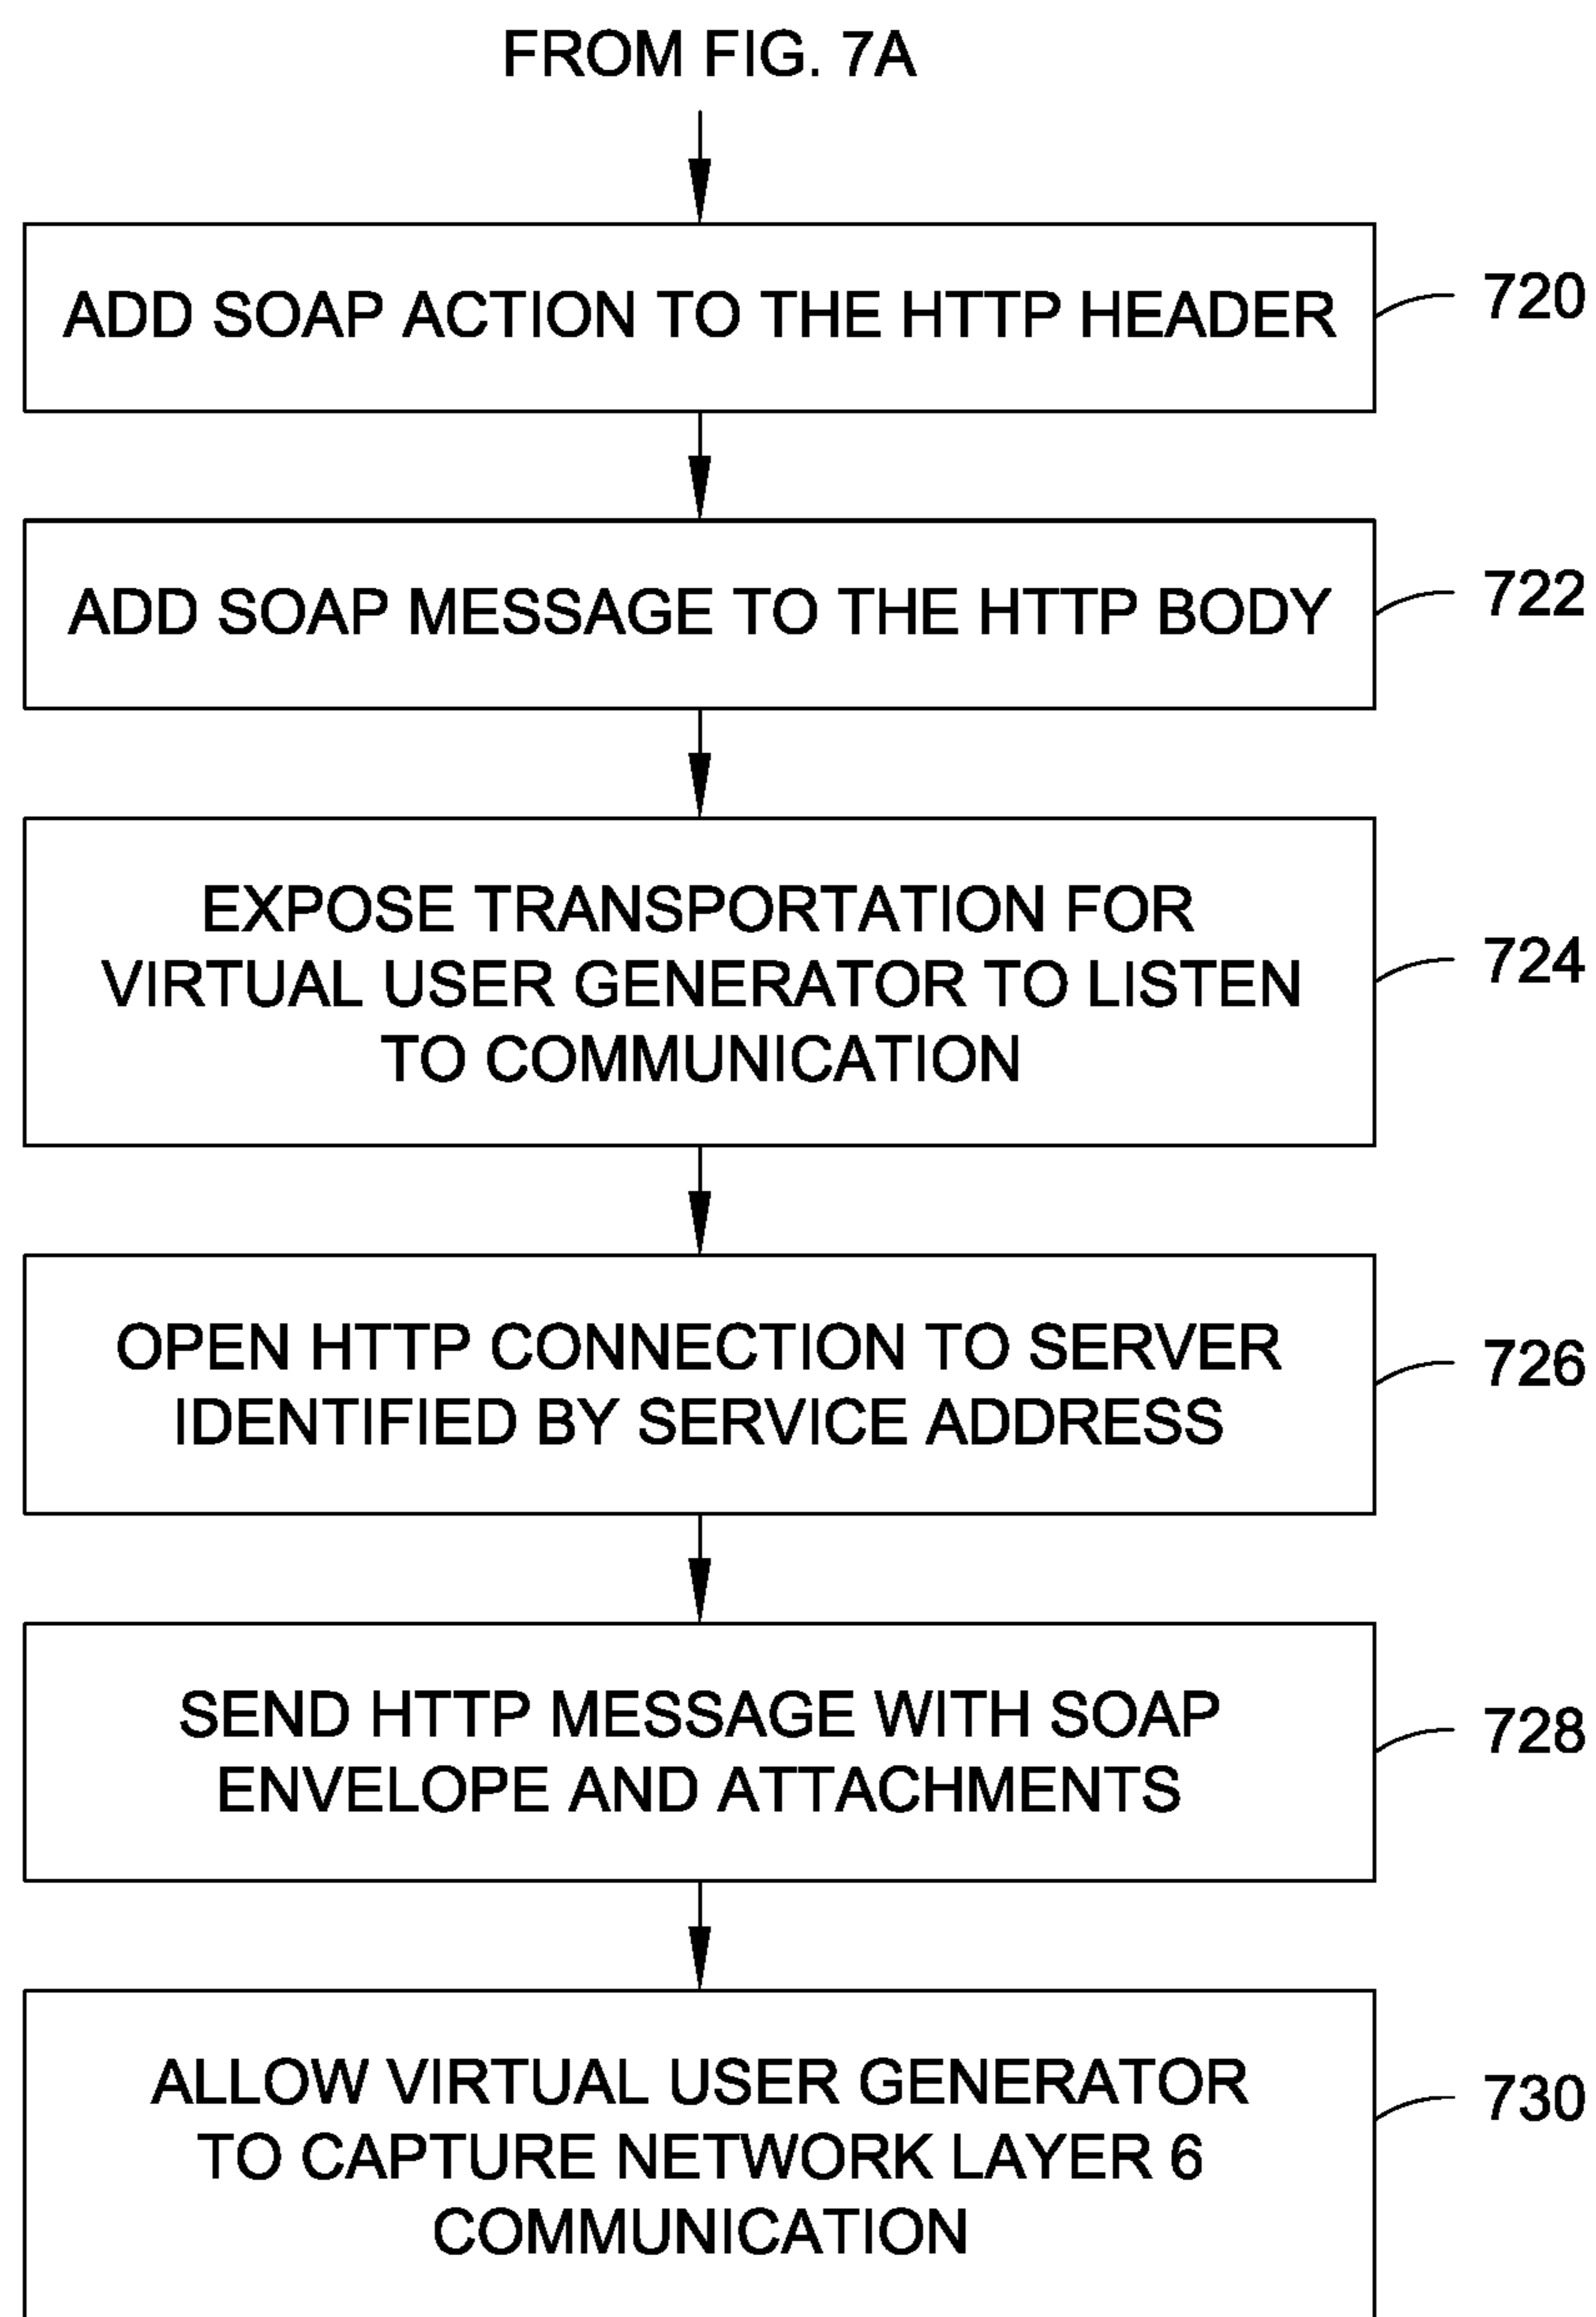 FROM FIG. 7A
ADD SOAP ACTION TO THE HTTP HEADER
720
ADD SOAP MESSAGE TO THE HTTP BODY
722
EXPOSE TRANSPORTATION FOR
VIRTUAL USER GENERATOR TO LISTEN
TO COMMUNICATION
724
OPEN HTTP CONNECTION TO SERVER
IDENTIFIED BY SERVICE ADDRESS
726
SEND HTTP MESSAGE WITH SOAP
ENVELOPE AND ATTACHMENTS
728
ALLOW VIRTUAL USER GENERATOR
TO CAPTURE NETWORK LAYER 6
COMMUNICATION
730